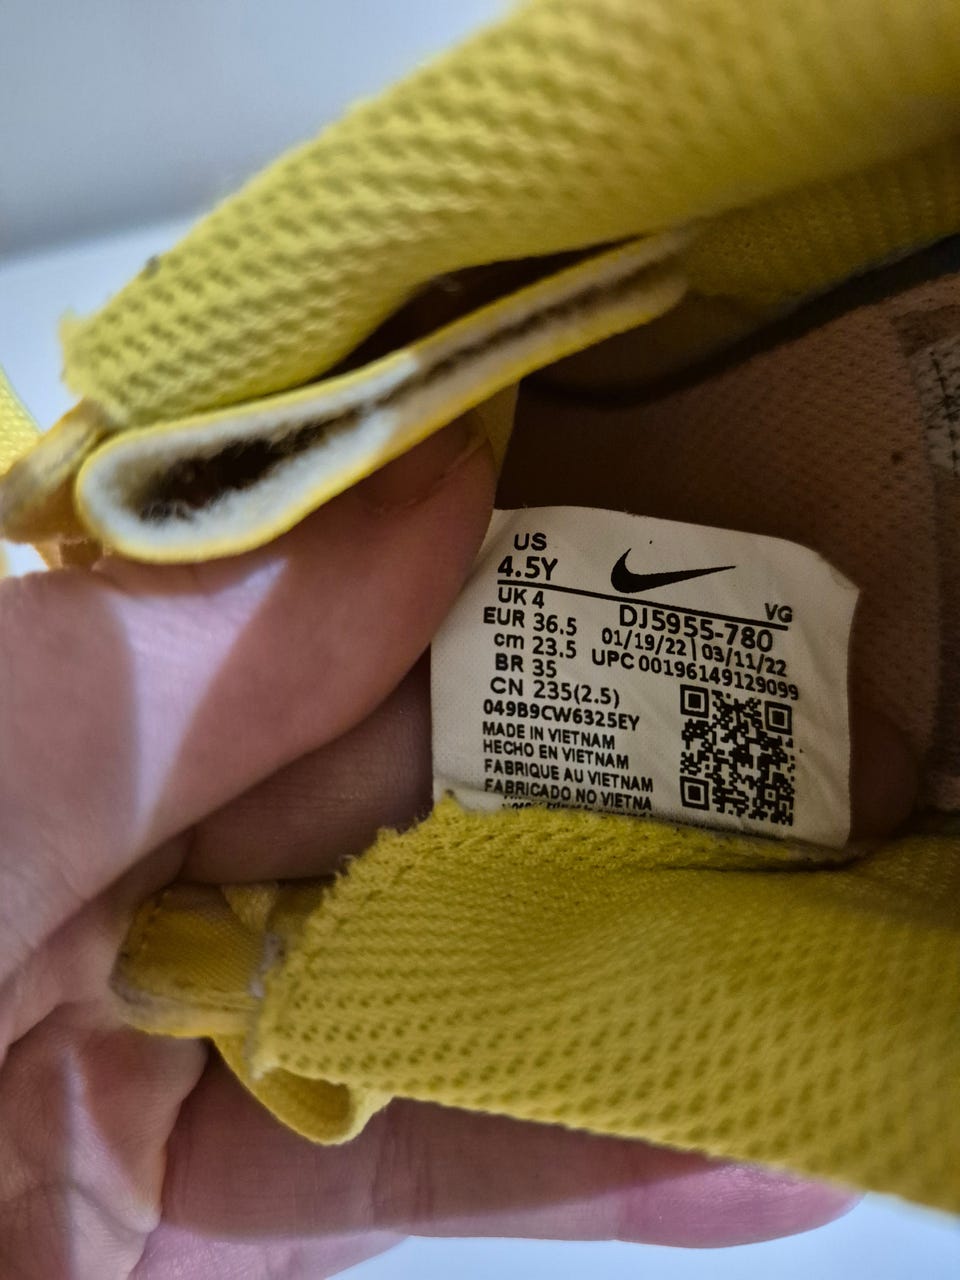 US
4.5Y
VG
UK 4
DJ5955-780
EUR 36.5
01/19/22 | 03/11/22
cm 23.5
UPC 00196149129099
BR 35
CN 235(2.5)
049B9CW6325EY
MADE IN VIETNAM
HECHO EN VIETNAM
FABRIQUE AU VIETNAM
FABRICADO NO VIETNA